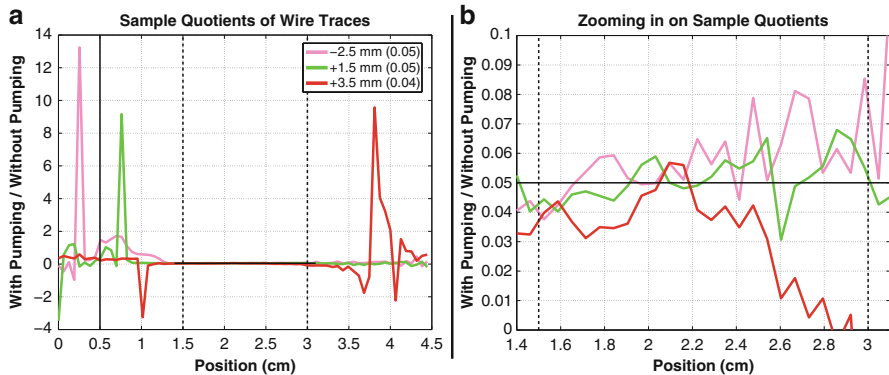 a
Sample Quotients of Wire Traces
With Pumping / Without Pumping
14
12
10
8
6
4
2
0
−2
−4
−2.5 mm (0.05)
+1.5 mm (0.05)
+3.5 mm (0.04)
0 0.5 1 1.5 2 2.5 3 3.5 4 4.5
Position (cm)
b
Zooming in on Sample Quotients
With Pumping / Without Pumping
0.1
0.09
0.08
0.07
0.06
0.05
0.04
0.03
0.02
0.01
0
1.4 1.6 1.8 2 2.2 2.4 2.6 2.8 3
Position (cm)